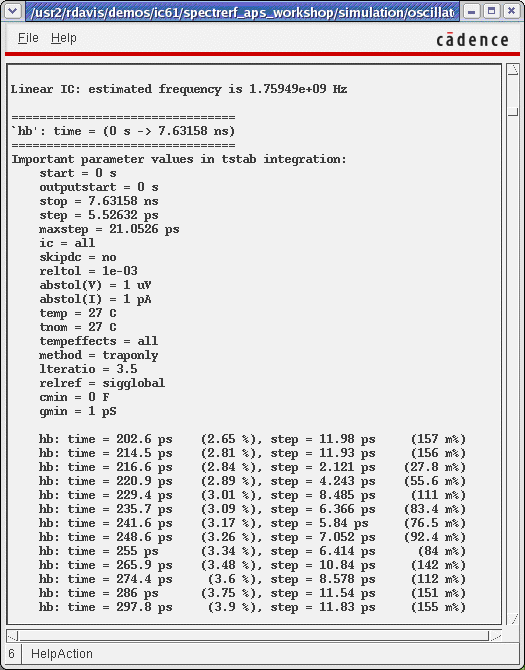 /usr2/rdavis/demos/ic61/spectrerf_aps_workshop/simulation/oscillat
File Help
cādence
Linear IC: estimated frequency is 1.75949e+09 Hz
================================
`hb': time = (0 s -> 7.63158 ns)
================================
Important parameter values in tstab integration:
start = 0 s
outputstart = 0 s
stop = 7.63158 ns
step = 5.52632 ps
maxstep = 21.0526 ps
ic = all
skipdc = no
reltol = 1e-03
abstol(V) = 1 uV
abstol(I) = 1 pA
temp = 27 C
tnom = 27 C
tempeffects = all
method = traponly
lteratio = 3.5
relref = sigglobal
cmin = 0 F
gmin = 1 pS
hb: time = 202.6 ps (2.65 %), step = 11.98 ps (157 m%)
hb: time = 214.5 ps (2.81 %), step = 11.93 ps (156 m%)
hb: time = 216.6 ps (2.84 %), step = 2.121 ps (27.8 m%)
hb: time = 220.9 ps (2.89 %), step = 4.243 ps (55.6 m%)
hb: time = 229.4 ps (3.01 %), step = 8.485 ps (111 m%)
hb: time = 235.7 ps (3.09 %), step = 6.366 ps (83.4 m%)
hb: time = 241.6 ps (3.17 %), step = 5.84 ps (76.5 m%)
hb: time = 248.6 ps (3.26 %), step = 7.052 ps (92.4 m%)
hb: time = 255 ps (3.34 %), step = 6.414 ps (84 m%)
hb: time = 265.9 ps (3.48 %), step = 10.84 ps (142 m%)
hb: time = 274.4 ps (3.6 %), step = 8.578 ps (112 m%)
hb: time = 286 ps (3.75 %), step = 11.54 ps (151 m%)
hb: time = 297.8 ps (3.9 %), step = 11.83 ps (155 m%)
6 HelpAction